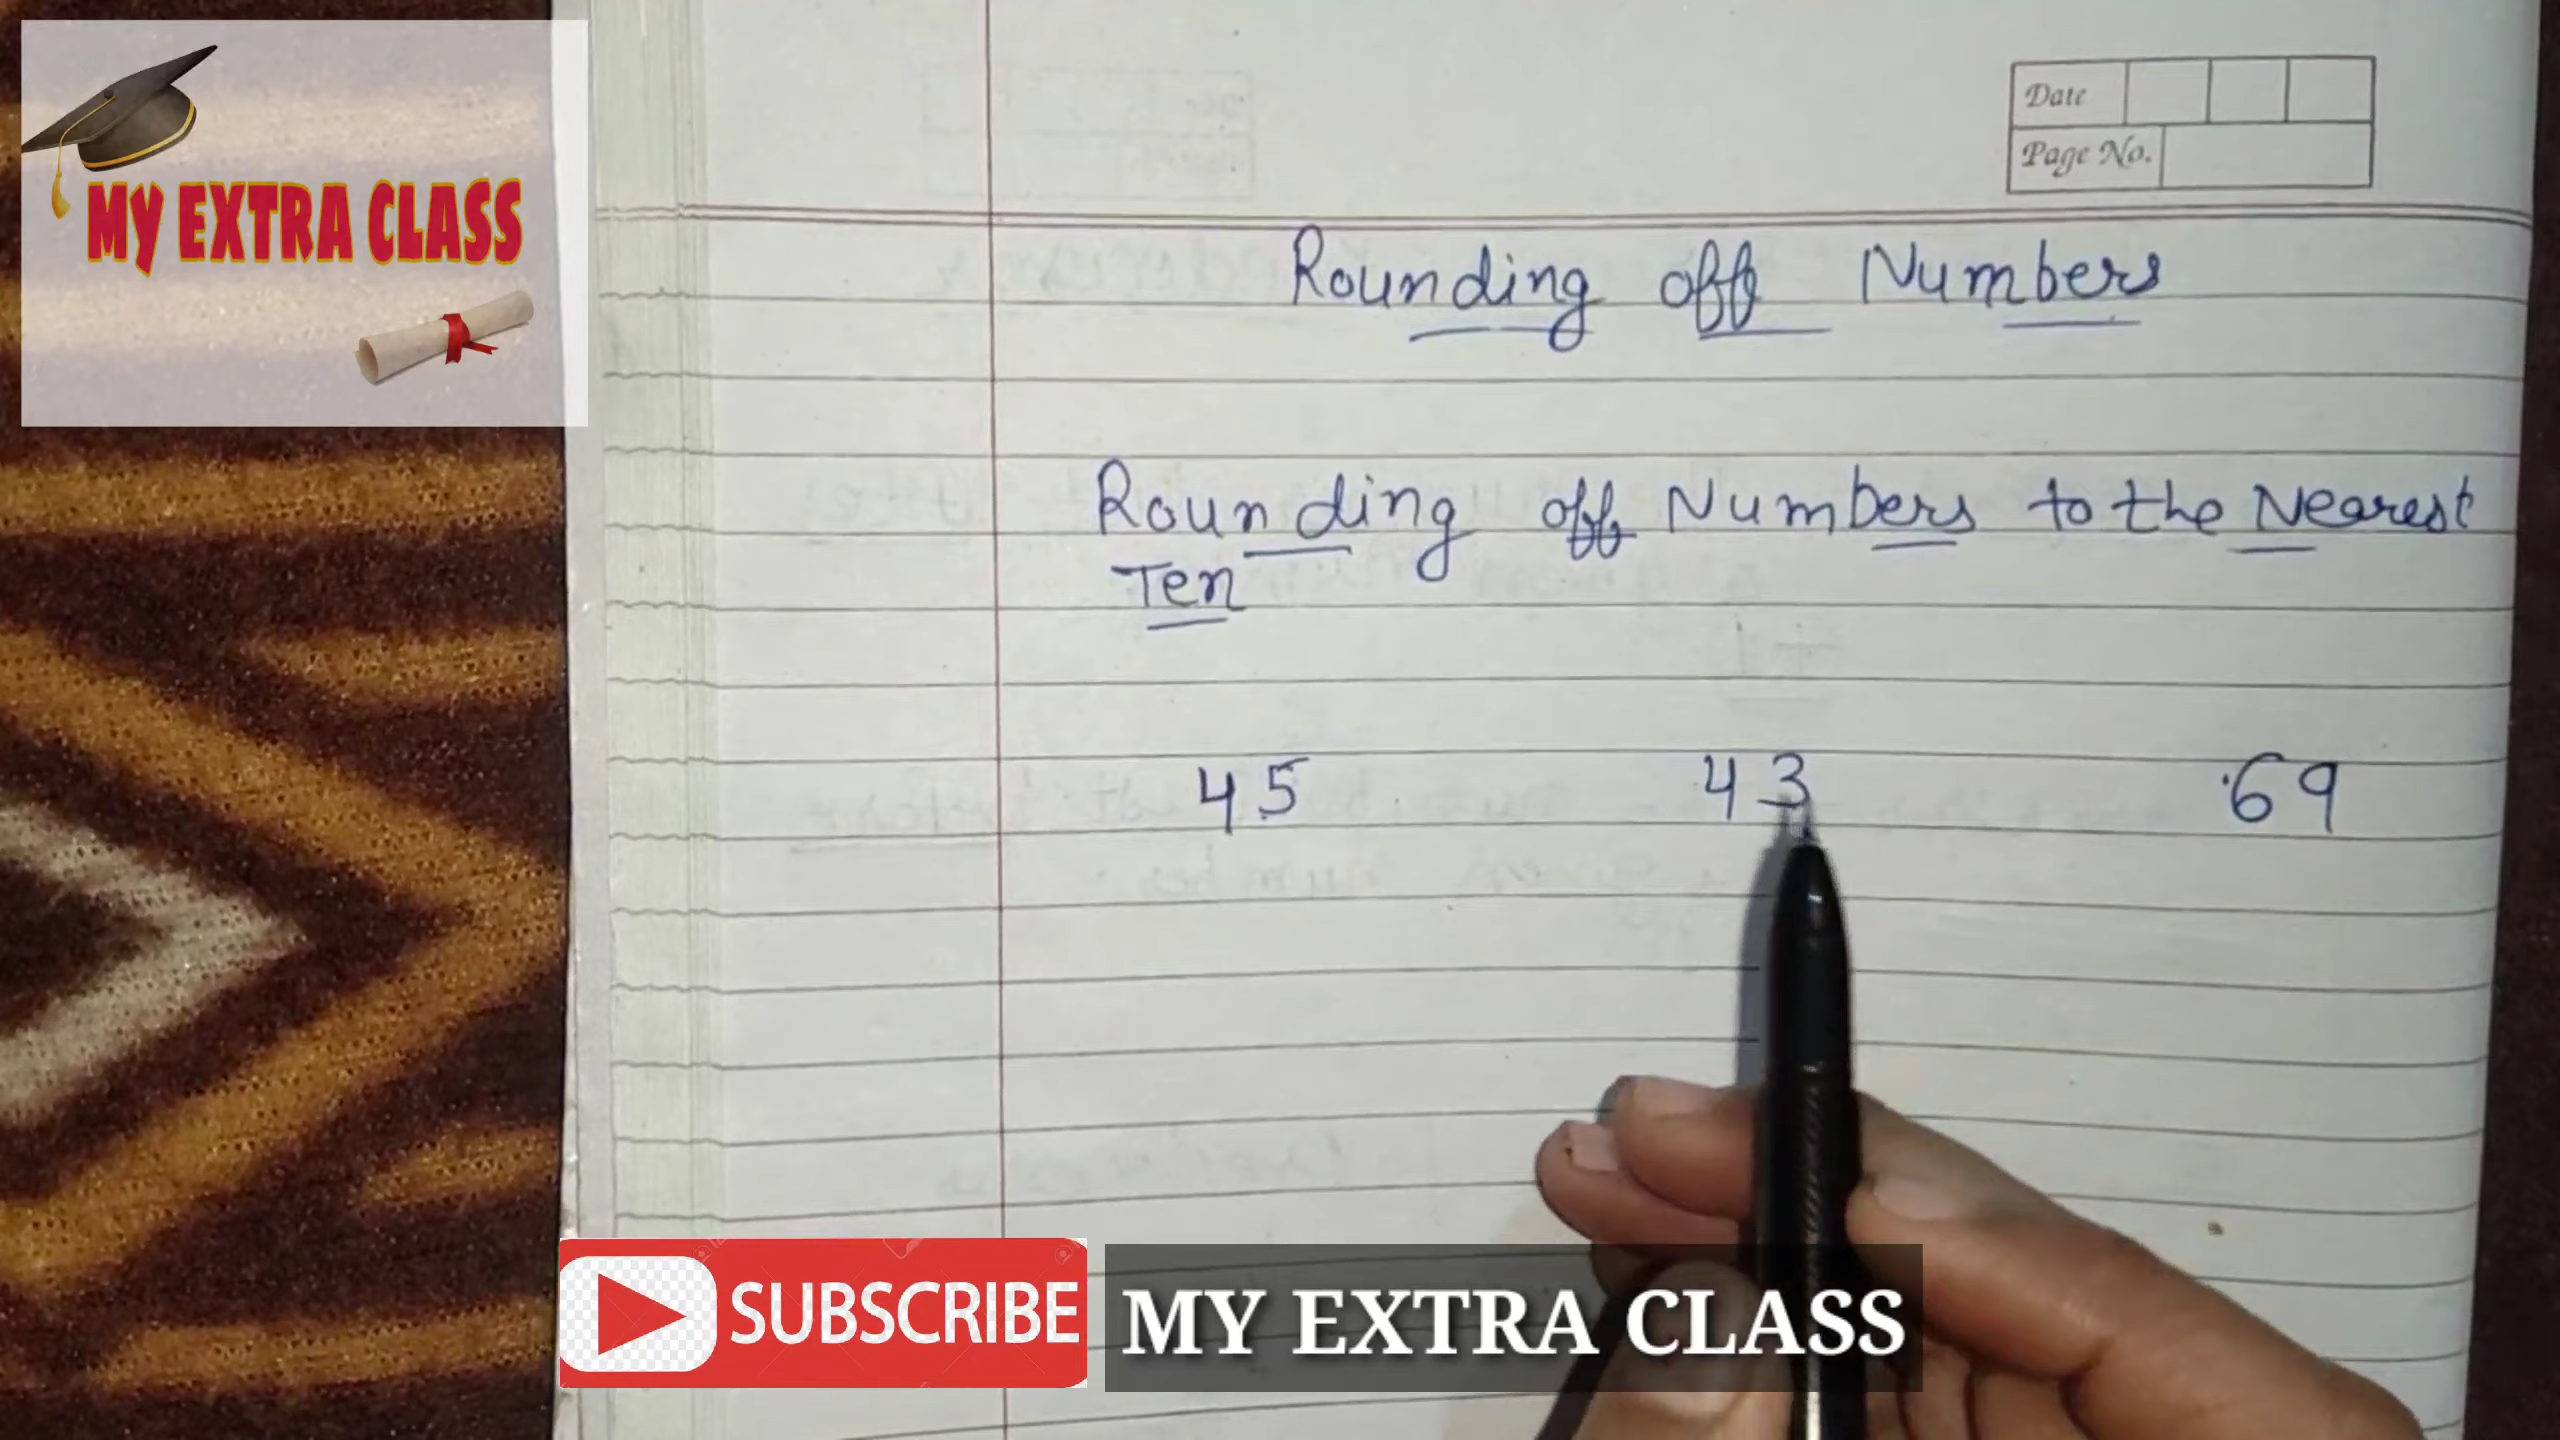 MY EXTRA CLASS
Date
Page No.
Rounding off Numbers
Rounding off Numbers to the Nearest
Ten
45 43 69
SUBSCRIBE
MY EXTRA CLASS